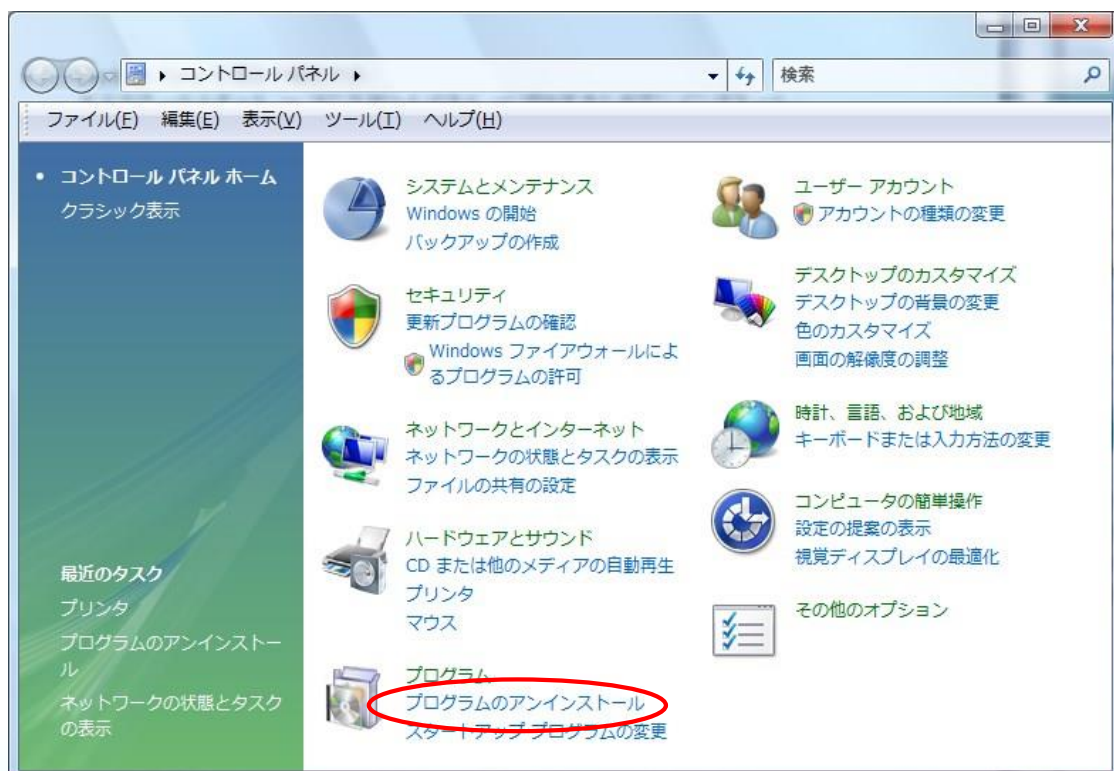 コントロール パネル
検索
ファイル(F) 編集(E) 表示(V) ツール(T) ヘルプ(H)
コントロール パネル ホーム
クラシック表示
最近のタスク
プリンタ
プログラムのアンインストー
ル
ネットワークの状態とタスク
の表示
システムとメンテナンス
Windows の開始
バックアップの作成
セキュリティ
更新プログラムの確認
Windows ファイアウォールによ
るプログラムの許可
ネットワークとインターネット
ネットワークの状態とタスクの表示
ファイルの共有の設定
ハードウェアとサウンド
CD または他のメディアの自動再生
プリンタ
マウス
プログラム
プログラムのアンインストール
スタートアップ プログラムの変更
ユーザー アカウント
アカウントの種類の変更
デスクトップのカスタマイズ
デスクトップの背景の変更
色のカスタマイズ
画面の解像度の調整
時計、言語、および地域
キーボードまたは入力方法の変更
コンピュータの簡単操作
設定の提案の表示
視覚ディスプレイの最適化
その他のオプション